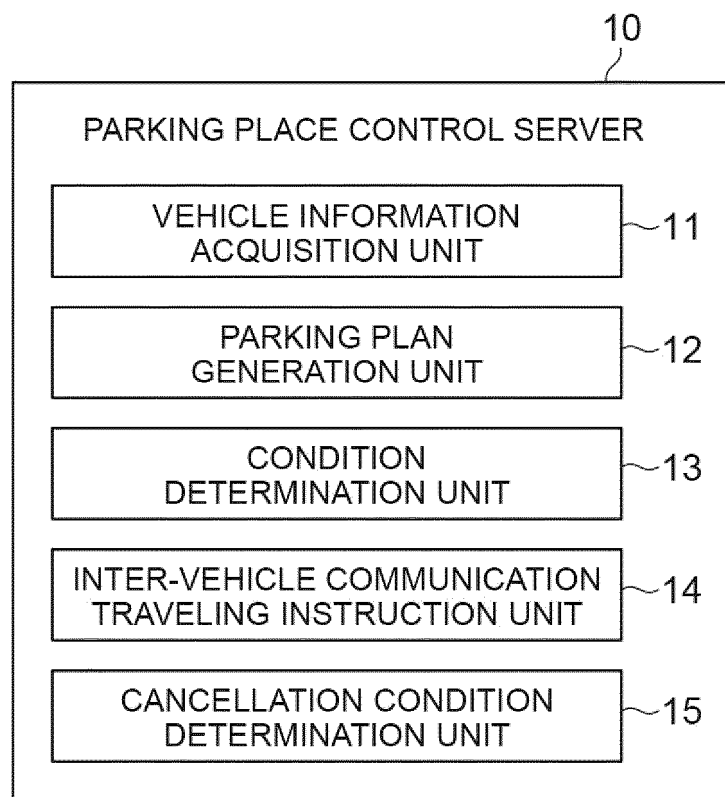 10
PARKING PLACE CONTROL SERVER
VEHICLE INFORMATION
ACQUISITION UNIT
11
PARKING PLAN
GENERATION UNIT
12
CONDITION
DETERMINATION UNIT
13
INTER-VEHICLE COMMUNICATION
TRAVELING INSTRUCTION UNIT
14
CANCELLATION CONDITION
DETERMINATION UNIT
15